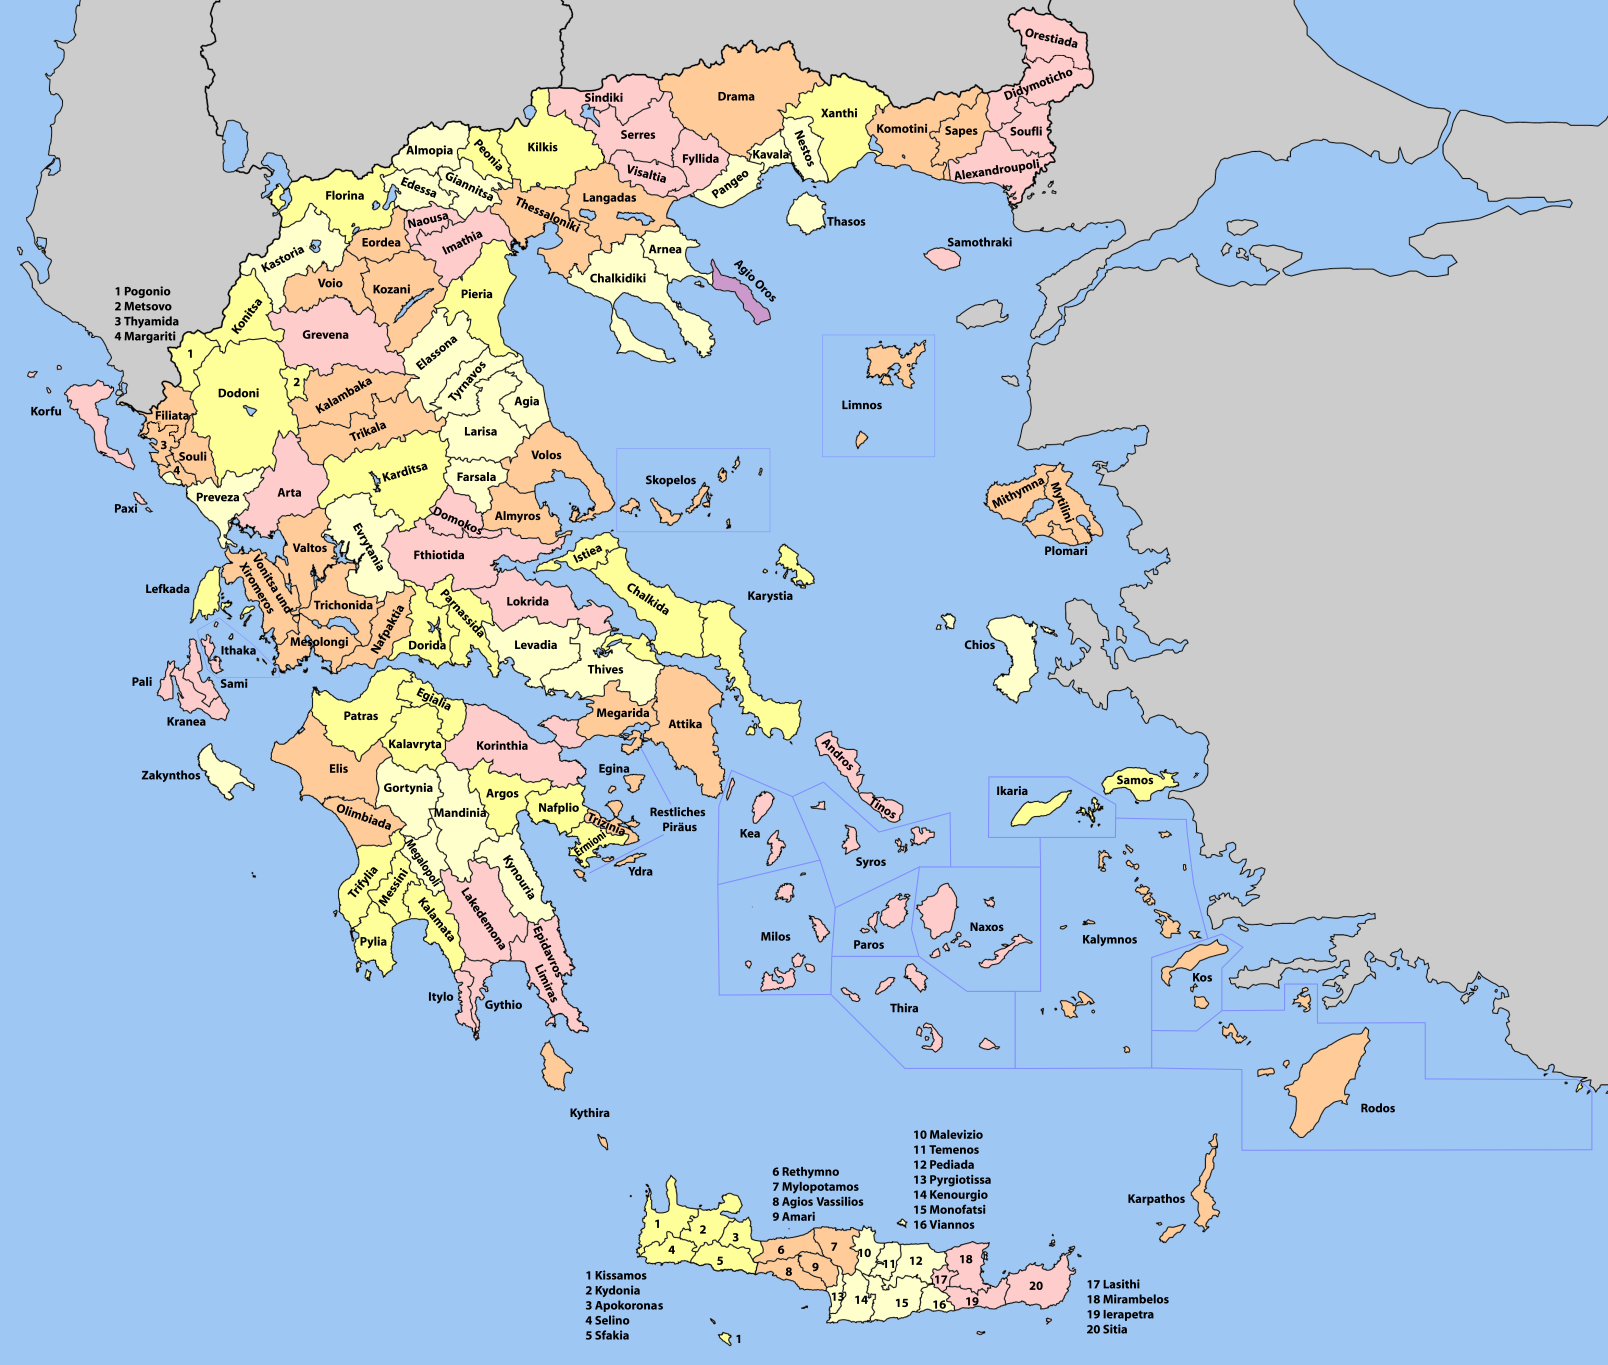 Orestiada
Didymoticho
Soufli
Alexandroupoli
Drama
Xanthi
Komotini
Sapes
Sindiki
Serres
Fyllida
Visaltia
Kavala
Nestos
Pangeo
Thasos
Samothraki
Kilkis
Peonia
Almopia
Edessa
Giannitsa
Langadas
Thessaloniki
Florina
Naousa
Imathia
Eordea
Kastoria
Arnea
Chalkidiki
Agio Oros
Voio
Kozani
Pieria
Konitsa
Grevena
1 Pogonio
2 Metsovo
3 Thyamida
4 Margariti
1
2
Dodoni
Elassona
Tyrnavos
Agia
Kalambaka
Larisa
Trikala
Limnos
Korfu
Filiata
3
Souli
4
Karditsa
Farsala
Volos
Skopelos
Preveza
Arta
Paxi
Domokos
Almyros
Mithymna
Mytilini
Plomari
Valtos
Evrytania
Fthiotida
Istiea
Karystia
Lefkada
Vonitsa und
Xiromeros
Trichonida
Nafpaktia
Parnassida
Lokrida
Chalkida
Mesolongi
Dorida
Levadia
Thives
Chios
Ithaka
Pali
Sami
Kranea
Patras
Egialia
Megarida
Attika
Kalavryta
Korinthia
Zakynthos
Elis
Egina
Andros
Samos
Gortynia
Argos
Ikaria
Mandinia
Nafplio
Restliches
Piräus
Tinos
Olimbiada
Trizinia
Ermioni
Kea
Syros
Ydra
Megalopoli
Kynouria
Trifylia
Messini
Kalamata
Lakedemona
Pylia
Epidavros
Limiras
Milos
Paros
Naxos
Kalymnos
Kos
Itylo
Gythio
Thira
Kythira
Rodos
Karpathos
10 Malevizio
11 Temenos
12 Pediada
13 Pyrgiotissa
14 Kenourgio
15 Monofatsi
16 Viannos
6 Rethymno
7 Mylopotamos
8 Agios Vassilios
9 Amari
1
2
3
4
5
6
7
8
9
10
11
12
13
14
15
16
17
18
19
20
1 Kissamos
2 Kydonia
3 Apokoronas
4 Selino
5 Sfakia
1
17 Lasithi
18 Mirambelos
19 Ierapetra
20 Sitia